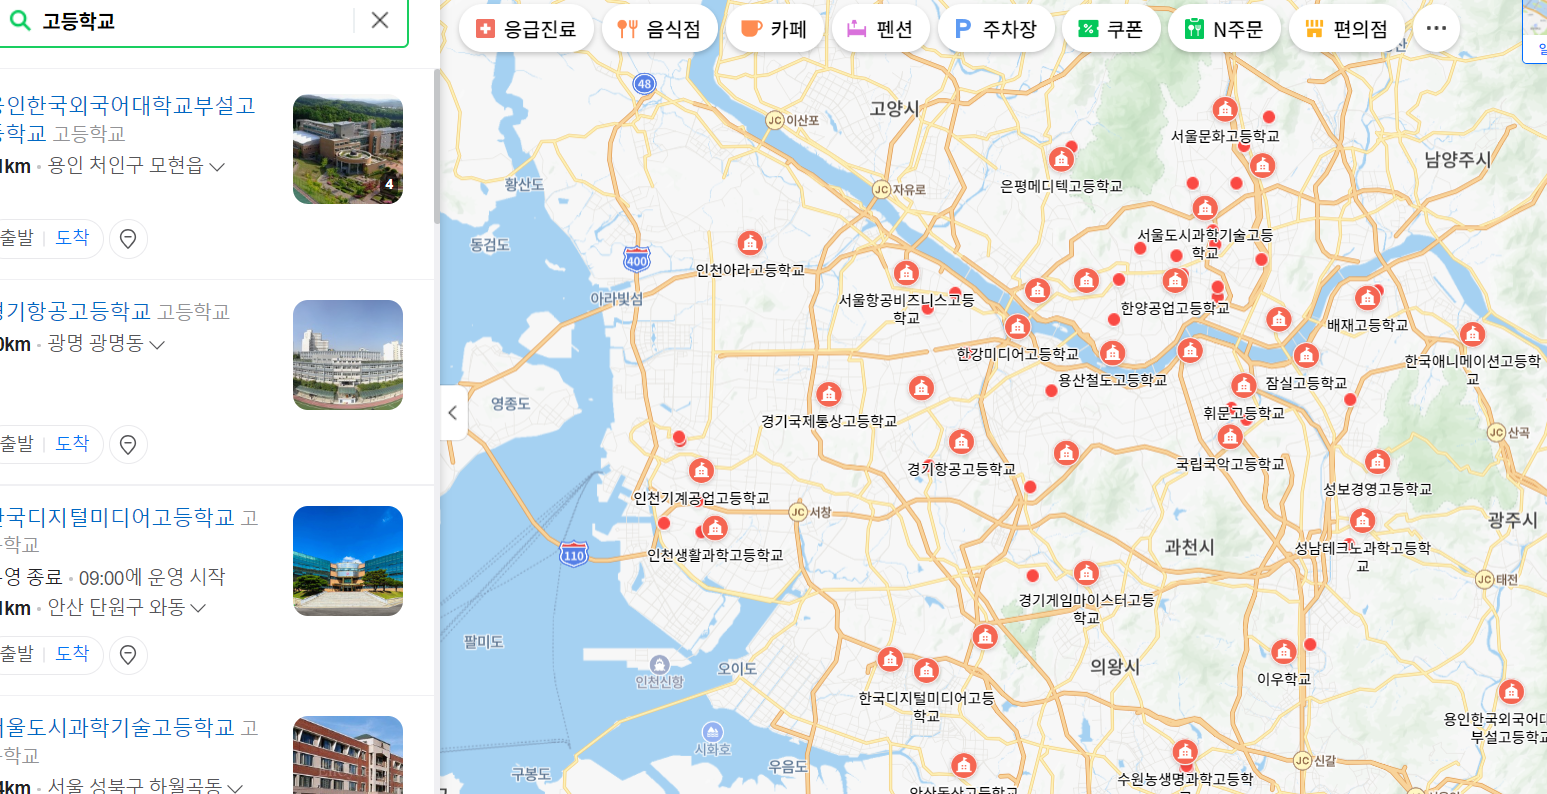 고등학교
응급진료
음식점
카페
펜션
주차장
쿠폰
N주문
편의점
용인한국외국어대학교부설고
등학교 고등학교
1km · 용인 처인구 모현읍
4
출발 도착
경기항공고등학교 고등학교
0km · 광명 광명동
출발 도착
한국디지털미디어고등학교 고
등학교
운영 종료 · 09:00에 운영 시작
1km · 안산 단원구 와동
출발 도착
서울도시과학기술고등학교 고
등학교
4km · 서울 성북구 하월곡동
48
고양시
JC 이산포
서울문화고등학교
남양주시
황산도
은평메디텍고등학교
JC 자유로
동검도
400
인천아라고등학교
서울도시과학기술고등
학교
아라빛섬
서울항공비즈니스고등
학교
한양공업고등학교
배재고등학교
한강미디어고등학교
용산철도고등학교
잠실고등학교
한국애니메이션고등학
교
영종도
경기국제통상고등학교
휘문고등학교
JC 산곡
경기항공고등학교
국립국악고등학교
성보경영고등학교
인천기계공업고등학교
JC 서창
광주시
110
인천생활과학고등학교
과천시
성남테크노과학고등학
교
JC 태전
경기게임마이스터고등
학교
팔미도
인천신항
오이도
의왕시
이우학교
한국디지털미디어고등
학교
용인한국외국어대
부설고등학교
시화호
구봉도
우음도
안산동산고등학교
수원농생명과학고등학
교
JC 신갈